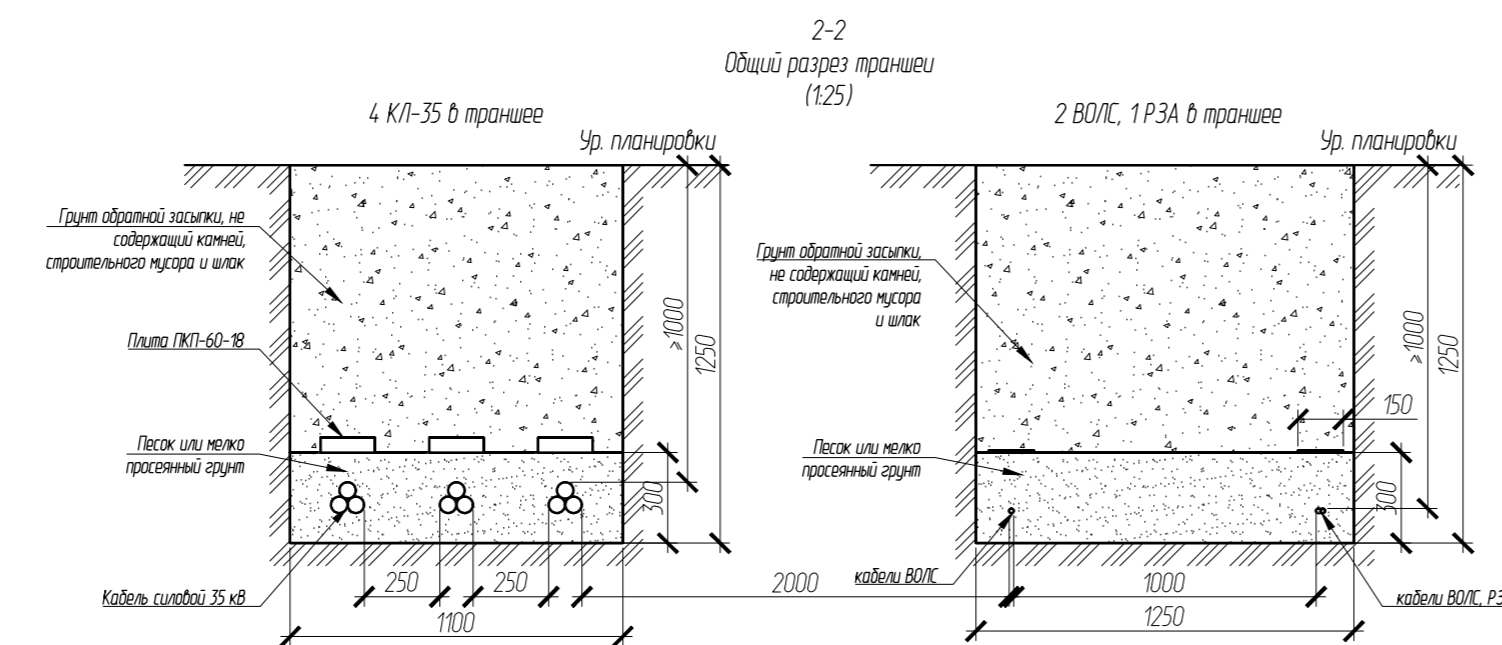 2-2
Общий разрез траншеи
(1:25)
4 КЛ-35 в траншее
Ур. планировки
Грунт обратной засыпки, не
содержащий камней,
строительного мусора и шлак
Плита ПКП-60-18
Песок или мелко
просеянный грунт
Кабель силовой 35 кВ
≥1000
1250
300
250
250
1100
2000
2 ВОЛС, 1 РЗА в траншее
Ур. планировки
Грунт обратной засыпки,
не содержащий камней,
строительного мусора
и шлак
Песок или мелко
просеянный грунт
кабели ВОЛС
150
≥1000
1250
300
1000
1250
кабели ВОЛС, РЗ